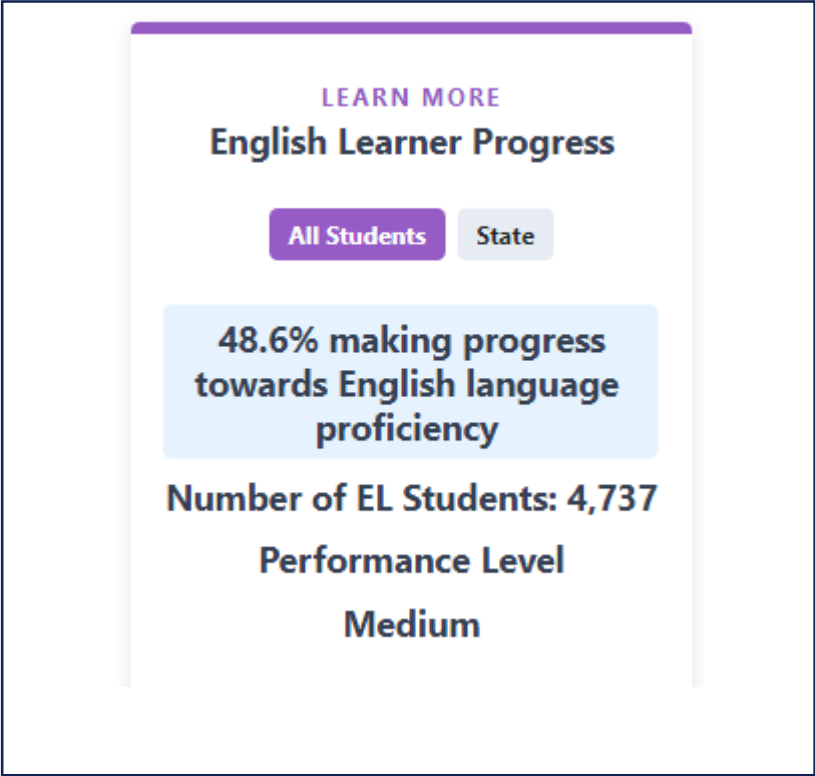 LEARN MORE
English Learner Progress
All Students State
48.6% making progress
towards English language
proficiency
Number of EL Students: 4,737
Performance Level
Medium